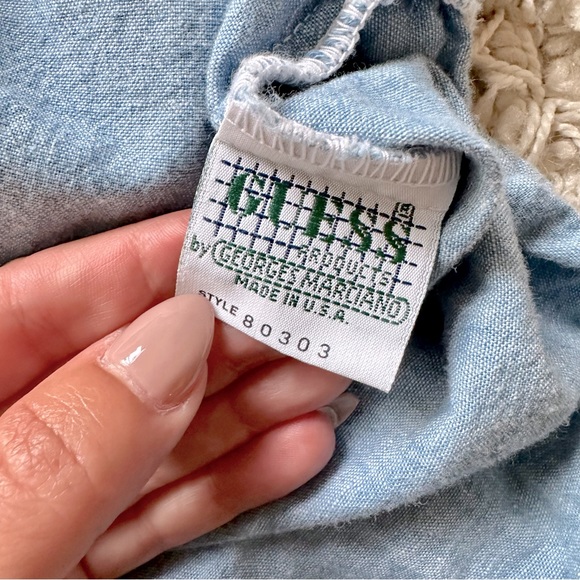 GUESS
PRODUCTS
by GEORGES MARCIANO
MADE IN U.S.A.
STYLE 80303